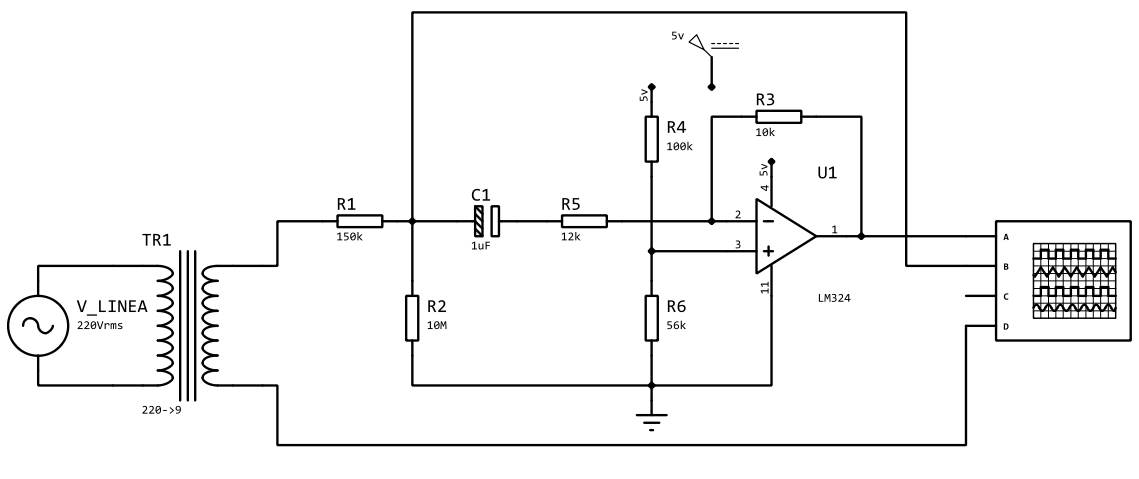 5v
5v
R3
10k
R4
100k
5v
4
U1
R1
150k
C1
1uF
R5
12k
2
3
1
11
LM324
TR1
V_LINEA
220Vrms
220->9
R2
10M
R6
56k
A
B
C
D